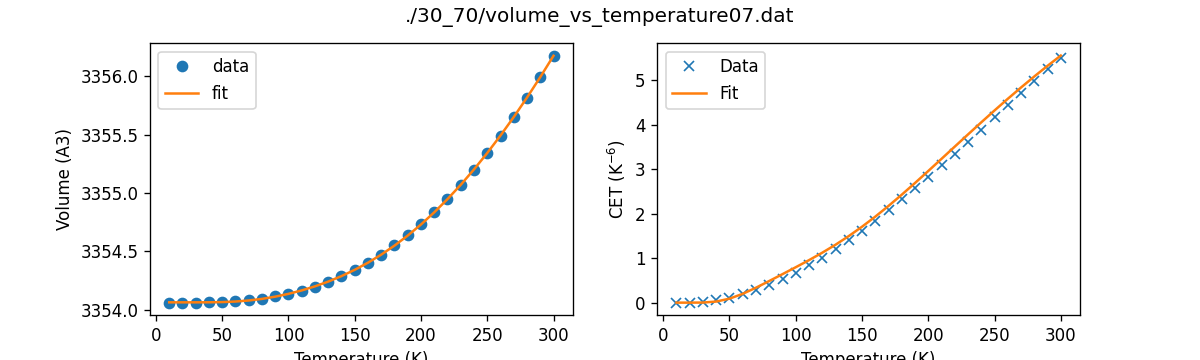 ./30_70/volume_vs_temperature07.dat
data
fit
Volume (A3)
3356.0
3355.5
3355.0
3354.5
3354.0
0
50
100
150
200
250
300
Temperature (K)
Data
Fit
CET (K⁻⁶)
5
4
3
2
1
0
0
50
100
150
200
250
300
Temperature (K)